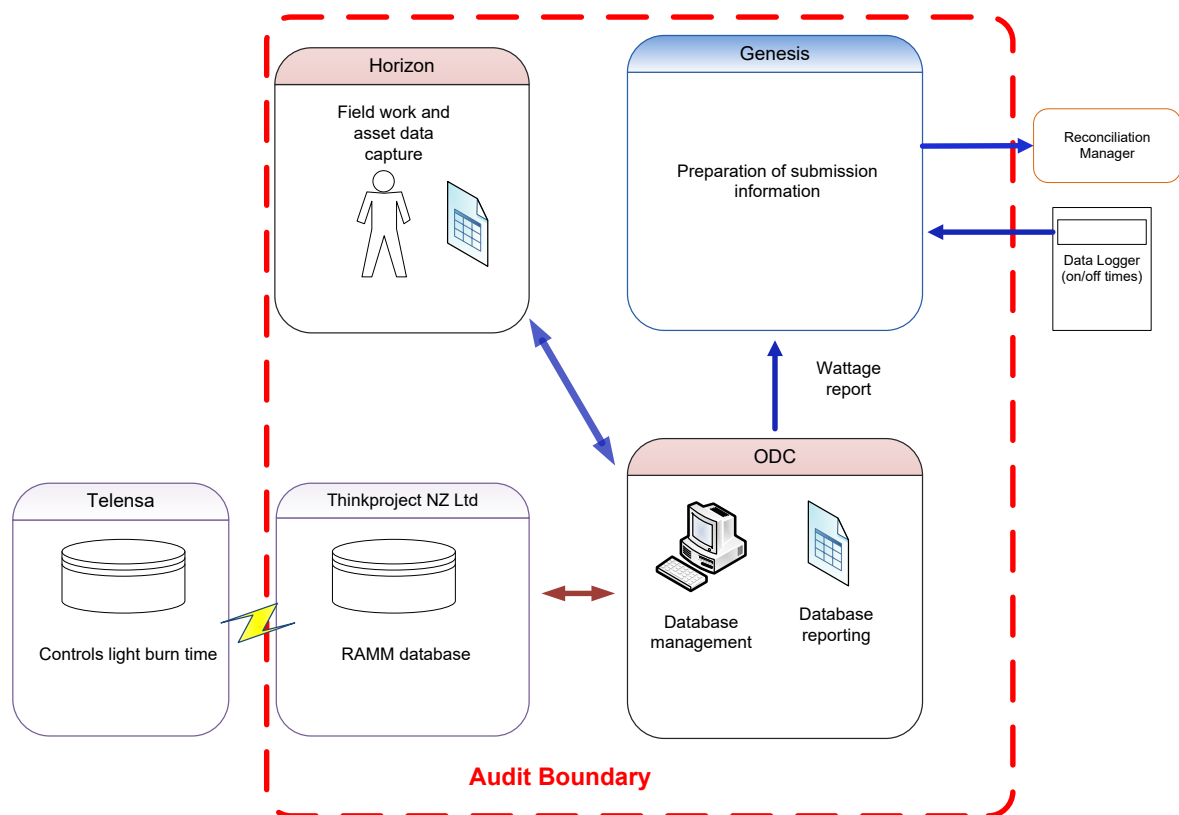 Horizon
Field work and
asset data
capture
Genesis
Preparation of submission
information
Reconciliation
Manager
Data Logger
(on/off times)
Wattage
report
Telensa
Controls light burn time
Thinkproject NZ Ltd
RAMM database
ODC
Database
management
Database
reporting
Audit Boundary